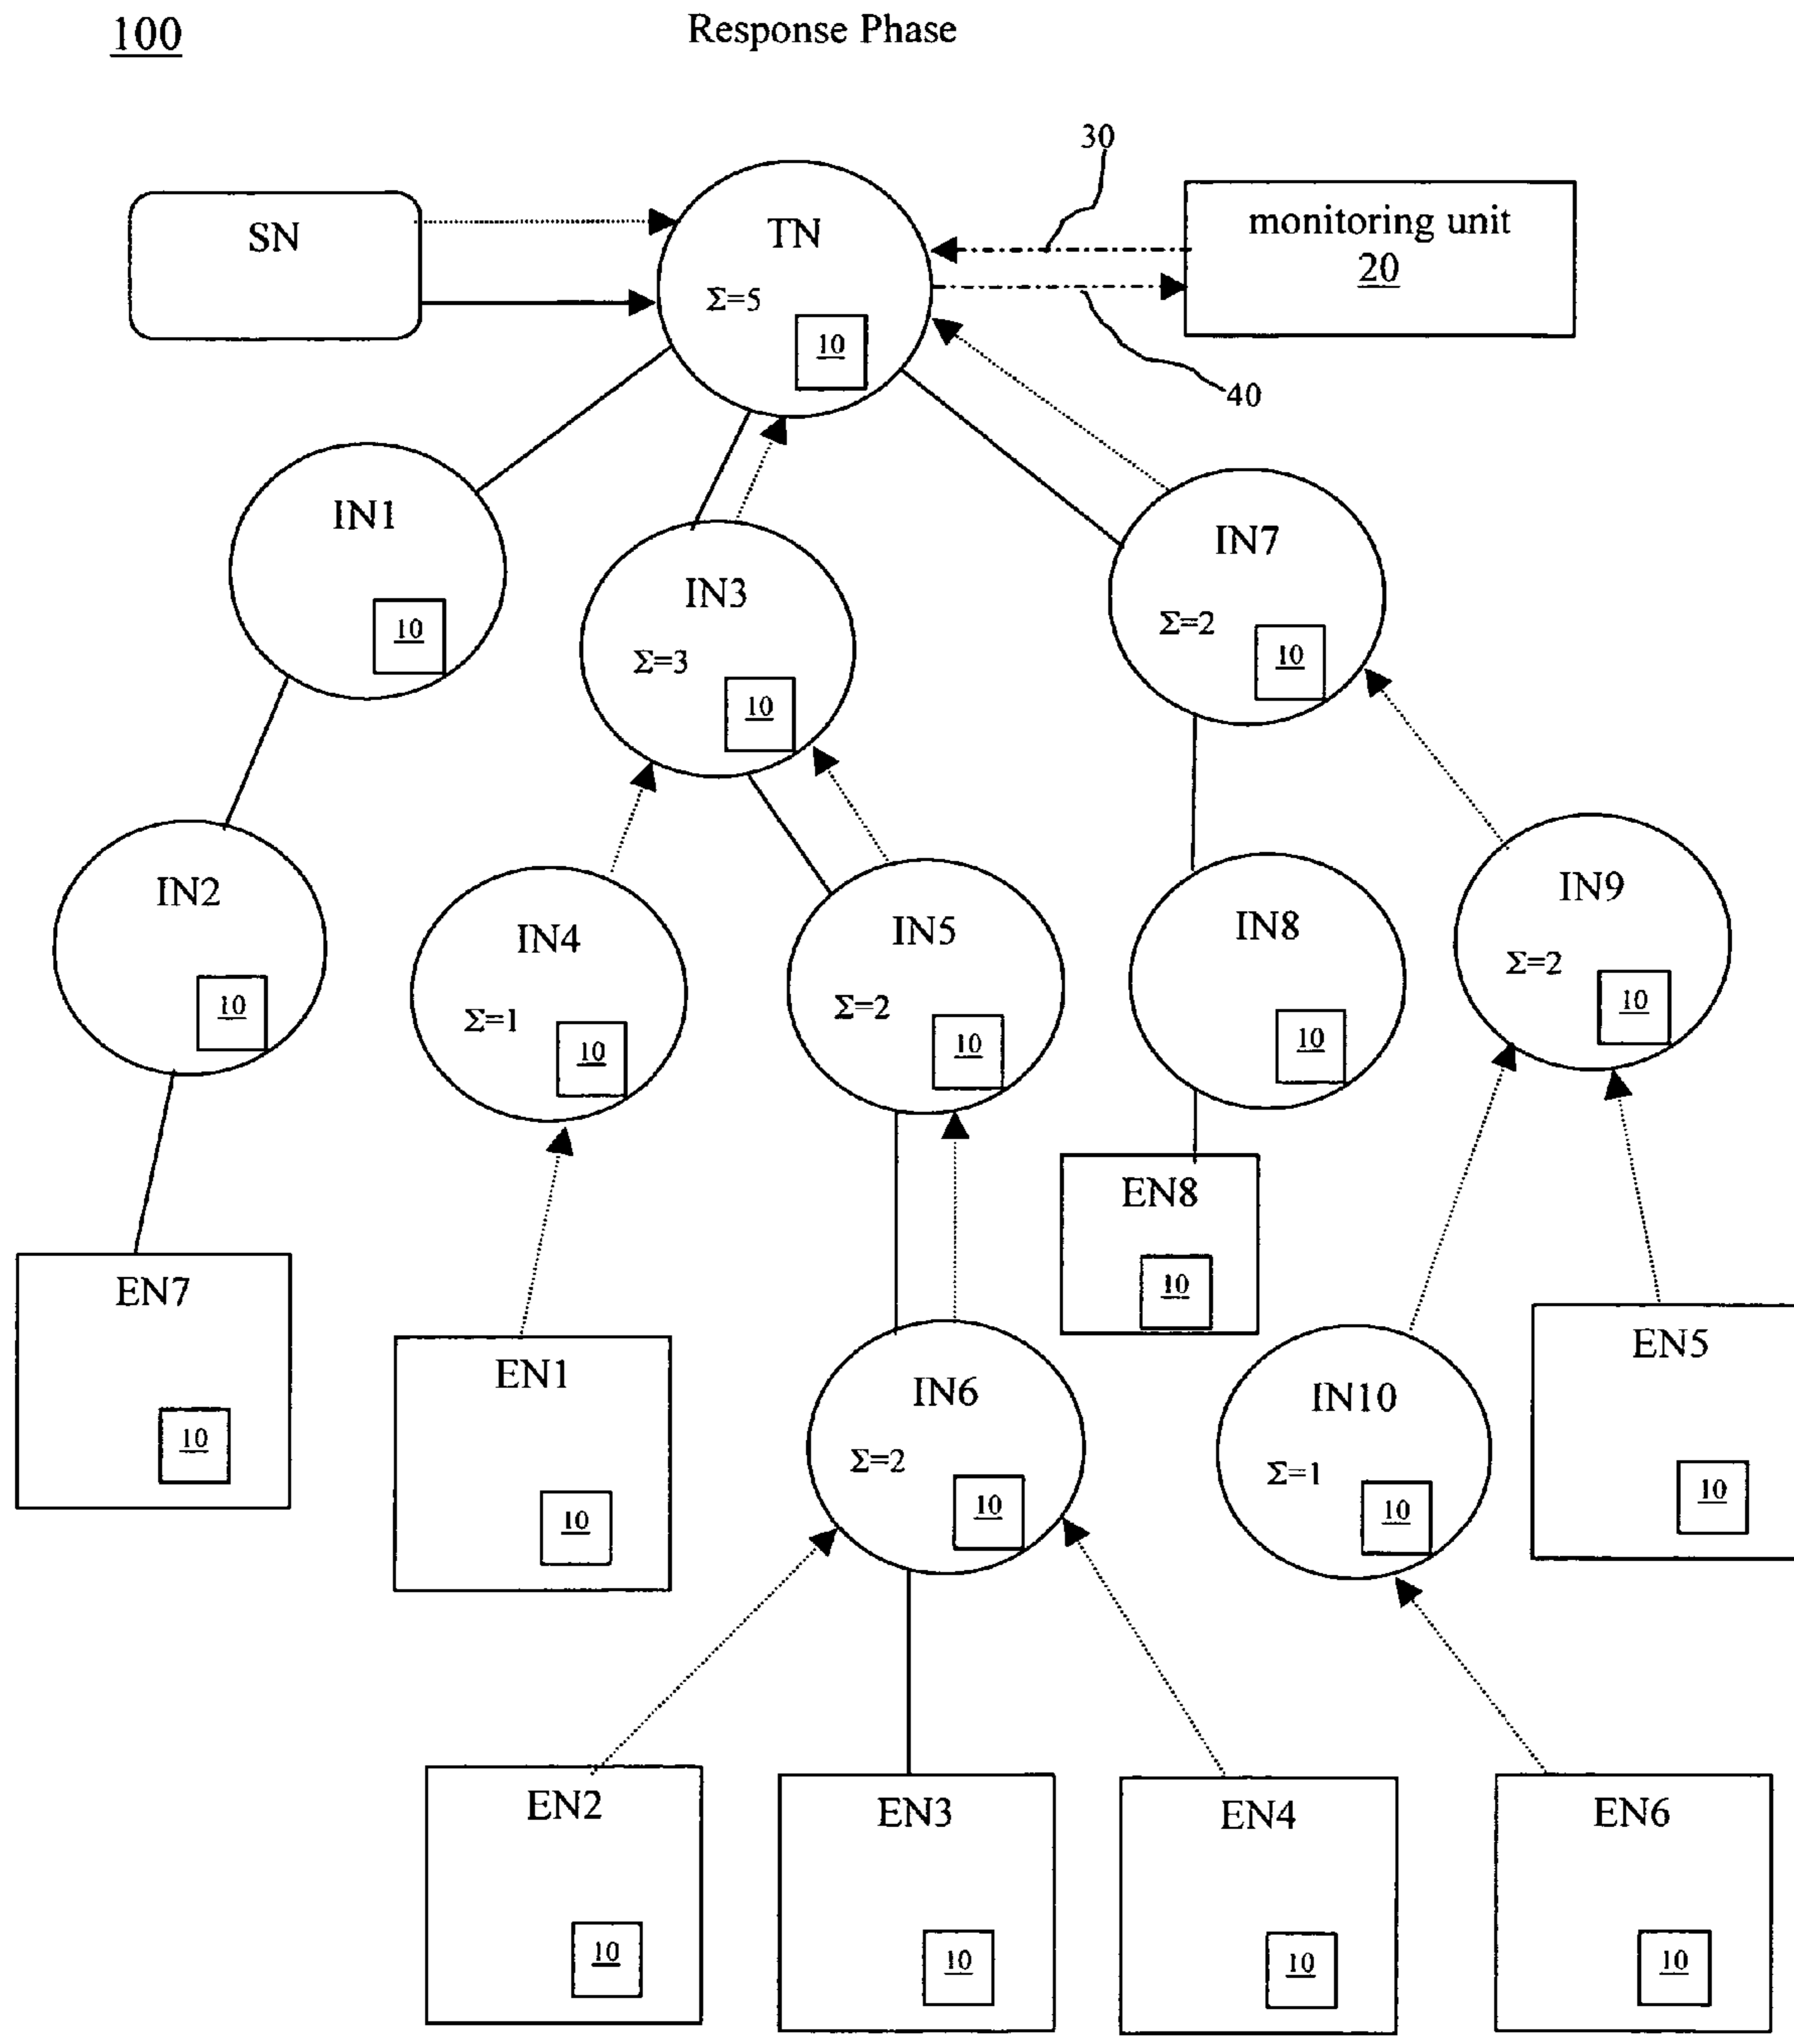 100
Response Phase
30
SN
TN
monitoring unit
20
Σ=5
10
40
IN1
10
IN3
Σ=3
10
IN7
Σ=2
10
IN2
10
IN4
Σ=1
10
IN5
Σ=2
10
IN8
10
IN9
Σ=2
10
EN7
10
EN1
10
IN6
Σ=2
10
EN8
10
IN10
Σ=1
10
EN5
10
EN2
10
EN3
10
EN4
10
EN6
10